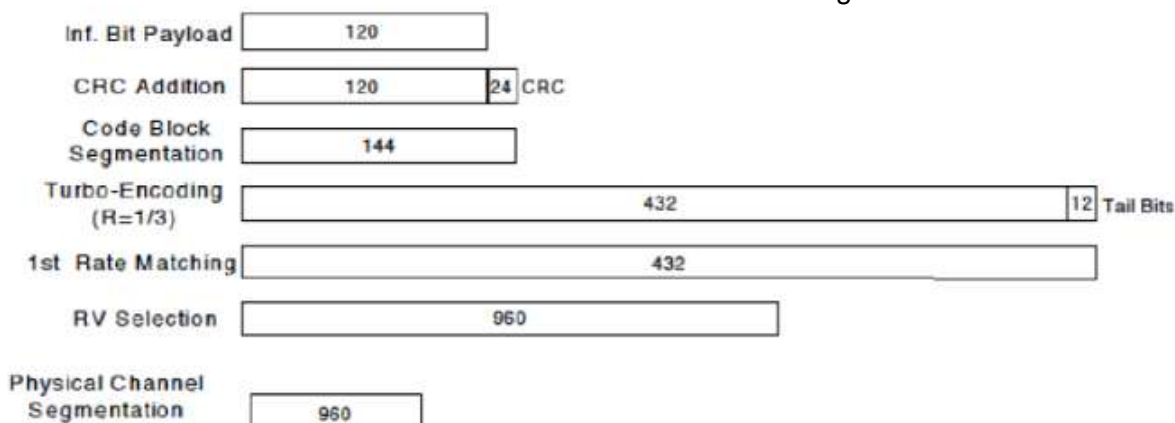 Inf. Bit Payload 120
CRC Addition 120 24 CRC
Code Block
Segmentation 144
Turbo-Encoding
(R=1/3) 432 12 Tail Bits
1st Rate Matching 432
RV Selection 960
Physical Channel
Segmentation 960